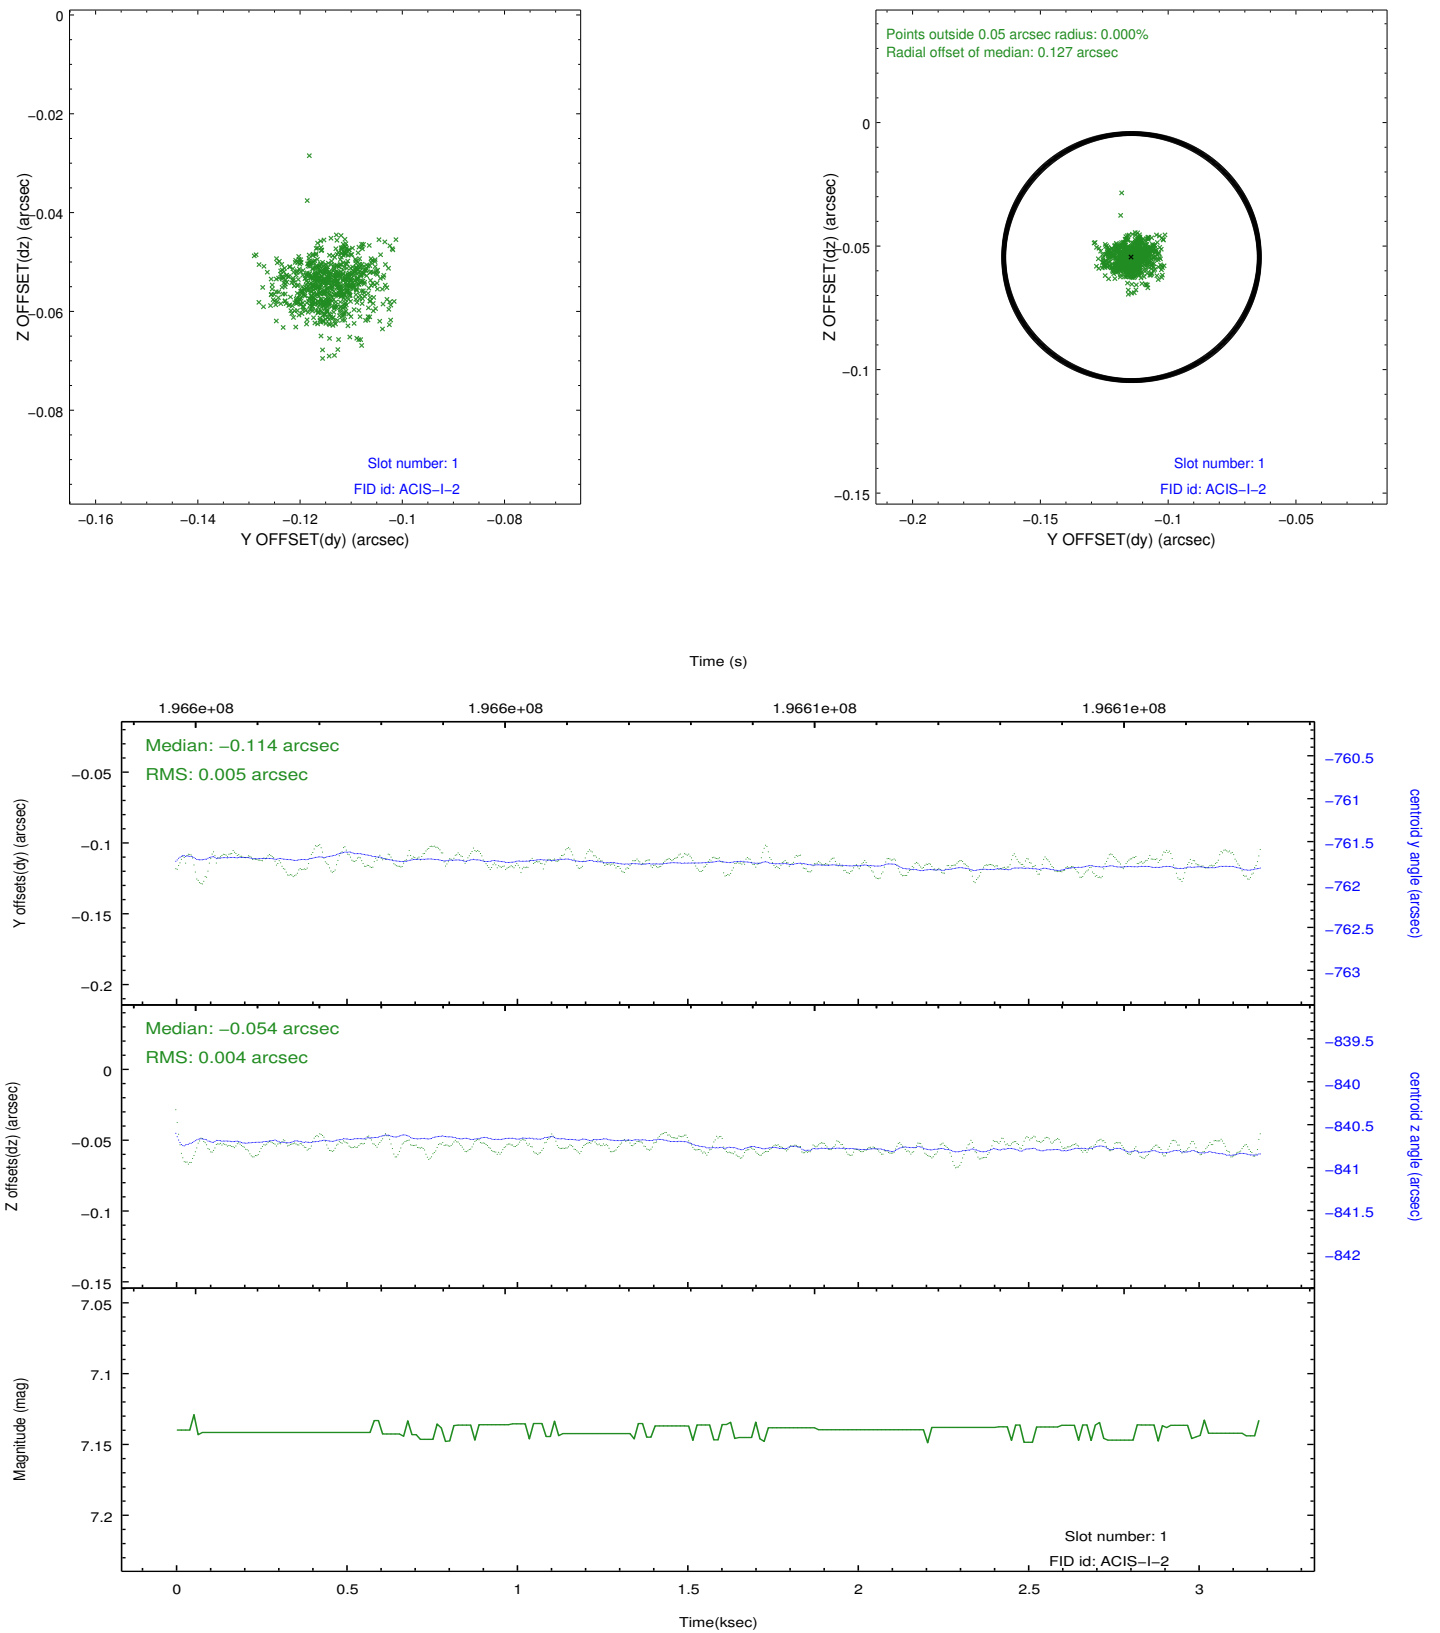 0
−0.02
−0.04
−0.06
−0.08
Z OFFSET(dz) (arcsec)
Slot number: 1
FID id: ACIS−I−2
−0.16
−0.14
−0.12
−0.1
−0.08
Y OFFSET(dy) (arcsec)
Points outside 0.05 arcsec radius: 0.000%
Radial offset of median: 0.127 arcsec
0
−0.05
−0.1
−0.15
Z OFFSET(dz) (arcsec)
Slot number: 1
FID id: ACIS−I−2
−0.2
−0.15
−0.1
−0.05
Y OFFSET(dy) (arcsec)
Time (s)
1.966e+08
1.966e+08
1.9661e+08
1.9661e+08
Median: −0.114 arcsec
RMS: 0.005 arcsec
−0.05
−0.1
−0.15
−0.2
Y offsets(dy) (arcsec)
−760.5
−761
−761.5
−762
−762.5
−763
centroid y angle (arcsec)
Median: −0.054 arcsec
RMS: 0.004 arcsec
0
−0.05
−0.1
−0.15
Z offsets(dz) (arcsec)
−839.5
−840
−840.5
−841
−841.5
−842
centroid z angle (arcsec)
7.05
7.1
7.15
7.2
Magnitude (mag)
Slot number: 1
FID id: ACIS−I−2
0
0.5
1
1.5
2
2.5
3
Time(ksec)